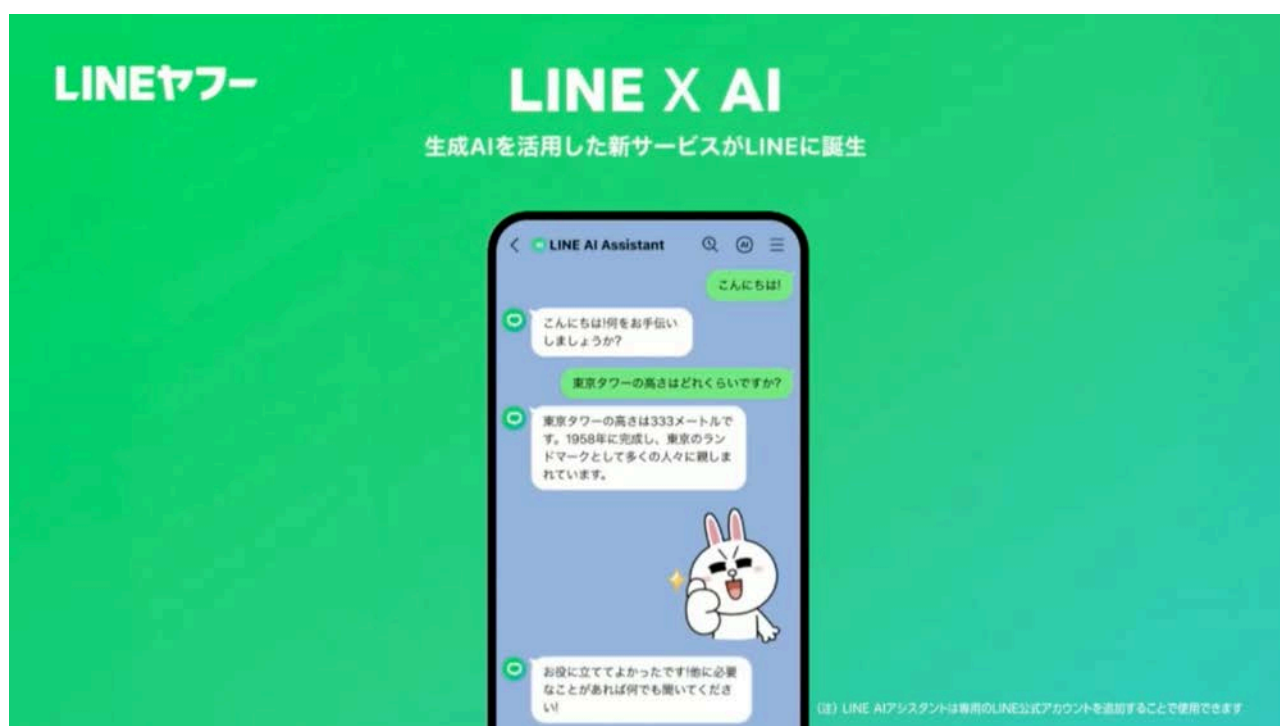 LINEヤフー
LINE X AI
生成AIを活用した新サービスがLINEに誕生
LINE AI Assistant
AI
こんにちは!
こんにちは!何をお手伝い
しましょうか?
東京タワーの高さはどれくらいですか?
東京タワーの高さは333メートルで
す。1958年に完成し、東京のラン
ドマークとして多くの人々に親しま
れています。
お役に立ててよかったです!他に必要
なことがあれば何でも聞いてくださ
い!
(注) LINE AIアシスタントは専用のLINE公式アカウントを追加することで使用できます